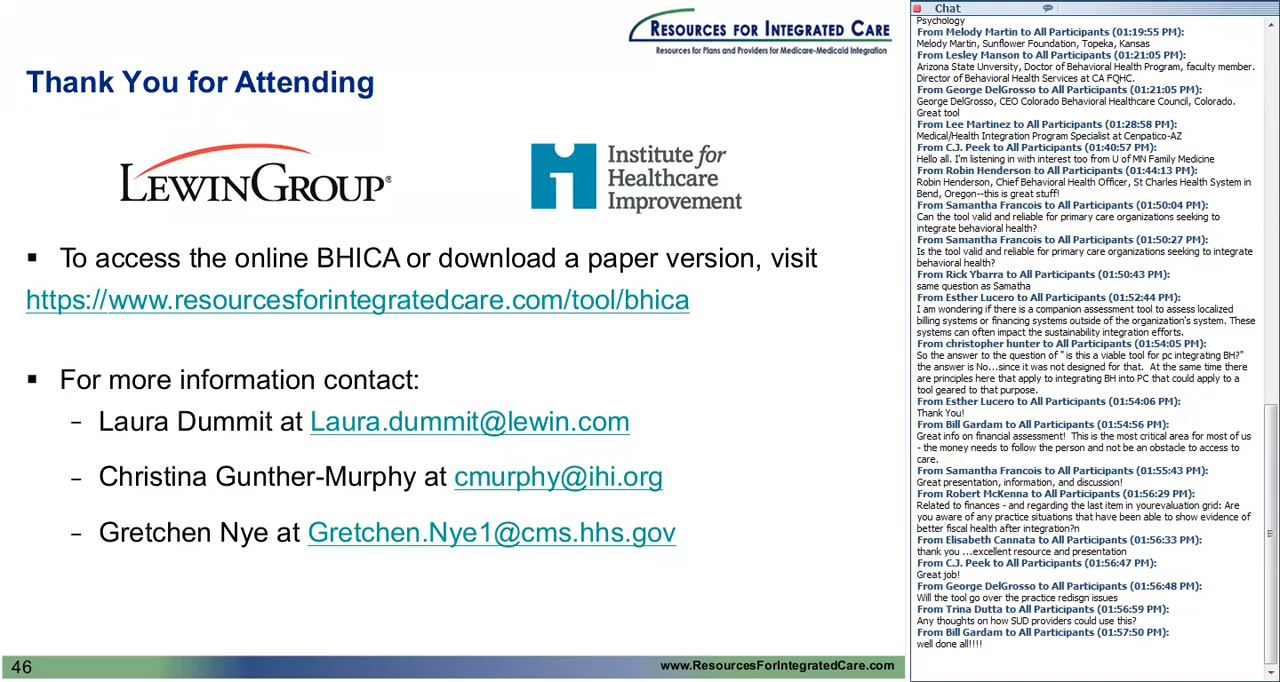 RESOURCES FOR INTEGRATED CARE
Resources for Plans and Providers for Medicare-Medicaid Integration
Thank You for Attending
LEWINGROUP®
Institute for
Healthcare
Improvement
▪ To access the online BHICA or download a paper version, visit
https://www.resourcesforintegratedcare.com/tool/bhica
▪ For more information contact:
– Laura Dummit at Laura.dummit@lewin.com
– Christina Gunther-Murphy at cmurphy@ihi.org
– Gretchen Nye at Gretchen.Nye1@cms.hhs.gov
46
www.ResourcesForIntegratedCare.com
Chat
Psychology
From Melody Martin to All Participants (01:19:55 PM):
Melody Martin, Sunflower Foundation, Topeka, Kansas
From Lesley Manson to All Participants (01:21:05 PM):
Arizona State Unversity, Doctor of Behavioral Health Program, faculty member.
Director of Behavioral Health Services at CA FQHC.
From George DelGrosso to All Participants (01:21:05 PM):
George DelGrosso, CEO Colorado Behavioral Healthcare Council, Colorado.
Great tool
From Lee Martinez to All Participants (01:28:58 PM):
Medical/Health Integration Program Specialist at Cenpatico-AZ
From C.J. Peek to All Participants (01:40:57 PM):
Hello all. I'm listening in with interest too from U of MN Family Medicine
From Robin Henderson to All Participants (01:44:13 PM):
Robin Henderson, Chief Behavioral Health Officer, St Charles Health System in
Bend, Oregon--this is great stuff!
From Samantha Francois to All Participants (01:50:04 PM):
Can the tool valid and reliable for primary care organizations seeking to
integrate behavioral health?
From Samantha Francois to All Participants (01:50:27 PM):
Is the tool valid and reliable for primary care organizations seeking to integrate
behavioral health?
From Rick Ybarra to All Participants (01:50:43 PM):
same question as Samatha
From Esther Lucero to All Participants (01:52:44 PM):
I am wondering if there is a companion assessment tool to assess localized
billing systems or financing systems outside of the organization's system. These
systems can often impact the sustainability integration efforts.
From christopher hunter to All Participants (01:54:05 PM):
So the answer to the question of " is this a viable tool for pc integrating BH?"
the answer is No...since it was not designed for that. At the same time there
are principles here that apply to integrating BH into PC that could apply to a
tool geared to that purpose.
From Esther Lucero to All Participants (01:54:06 PM):
Thank You!
From Bill Gardam to All Participants (01:54:56 PM):
Great info on financial assessment! This is the most critical area for most of us
- the money needs to follow the person and not be an obstacle to access to
care.
From Samantha Francois to All Participants (01:55:43 PM):
Great presentation, information, and discussion!
From Robert McKenna to All Participants (01:56:29 PM):
Related to finances - and regarding the last item in yourevaluation grid: Are
you aware of any practice situations that have been able to show evidence of
better fiscal health after integration?n
From Elisabeth Cannata to All Participants (01:56:33 PM):
thank you ...excellent resource and presentation
From C.J. Peek to All Participants (01:56:47 PM):
Great job!
From George DelGrosso to All Participants (01:56:48 PM):
Will the tool go over the practice redisgn issues
From Trina Dutta to All Participants (01:56:59 PM):
Any thoughts on how SUD providers could use this?
From Bill Gardam to All Participants (01:57:50 PM):
well done all!!!!